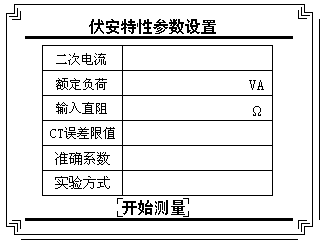 伏安特性参数设置
二次电流
额定负荷 VA
输入直阻 Ω
CT误差限值
准确系数
实验方式
开始测量